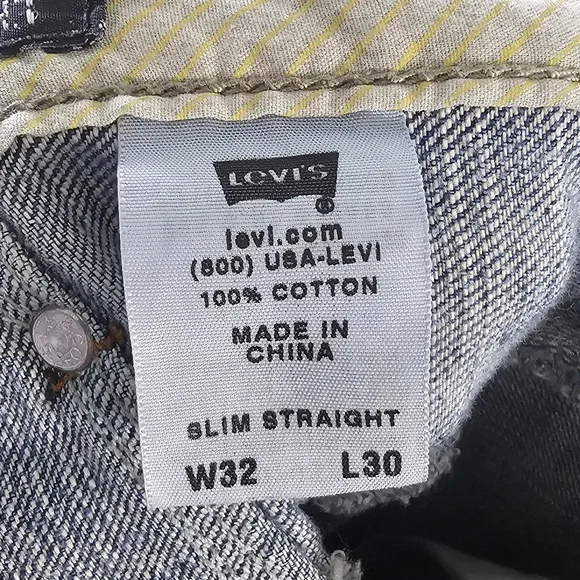 Levi's
®
levi.com
(800) USA-LEVI
100% COTTON
MADE IN
CHINA
SLIM STRAIGHT
W32 L30